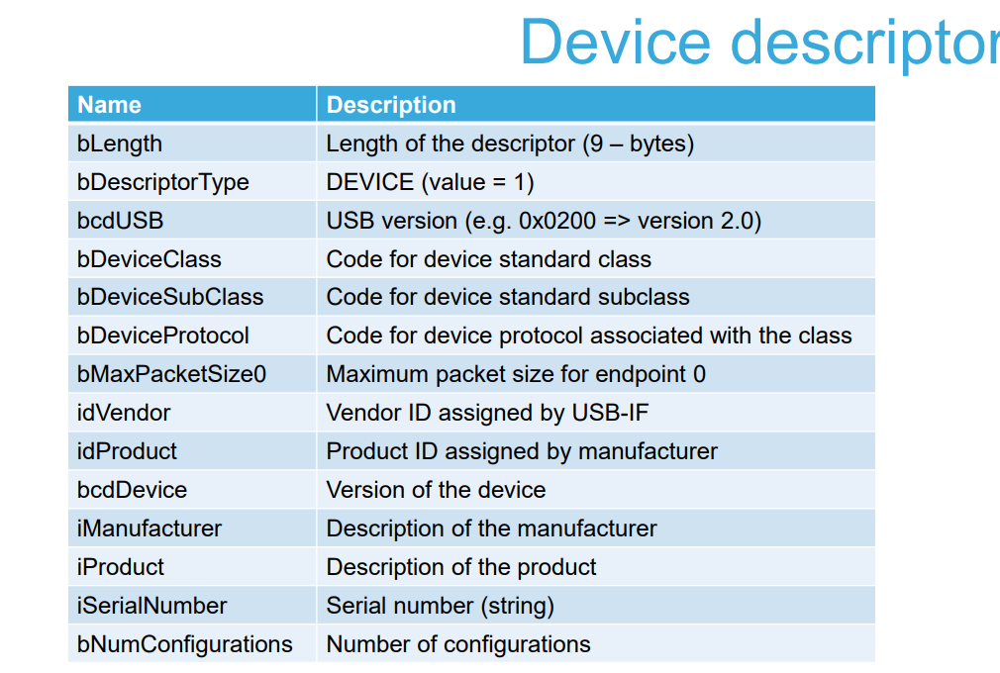 Device descriptor
Name Description
bLength Length of the descriptor (9 – bytes)
bDescriptorType DEVICE (value = 1)
bcdUSB USB version (e.g. 0x0200 => version 2.0)
bDeviceClass Code for device standard class
bDeviceSubClass Code for device standard subclass
bDeviceProtocol Code for device protocol associated with the class
bMaxPacketSize0 Maximum packet size for endpoint 0
idVendor Vendor ID assigned by USB-IF
idProduct Product ID assigned by manufacturer
bcdDevice Version of the device
iManufacturer Description of the manufacturer
iProduct Description of the product
iSerialNumber Serial number (string)
bNumConfigurations Number of configurations